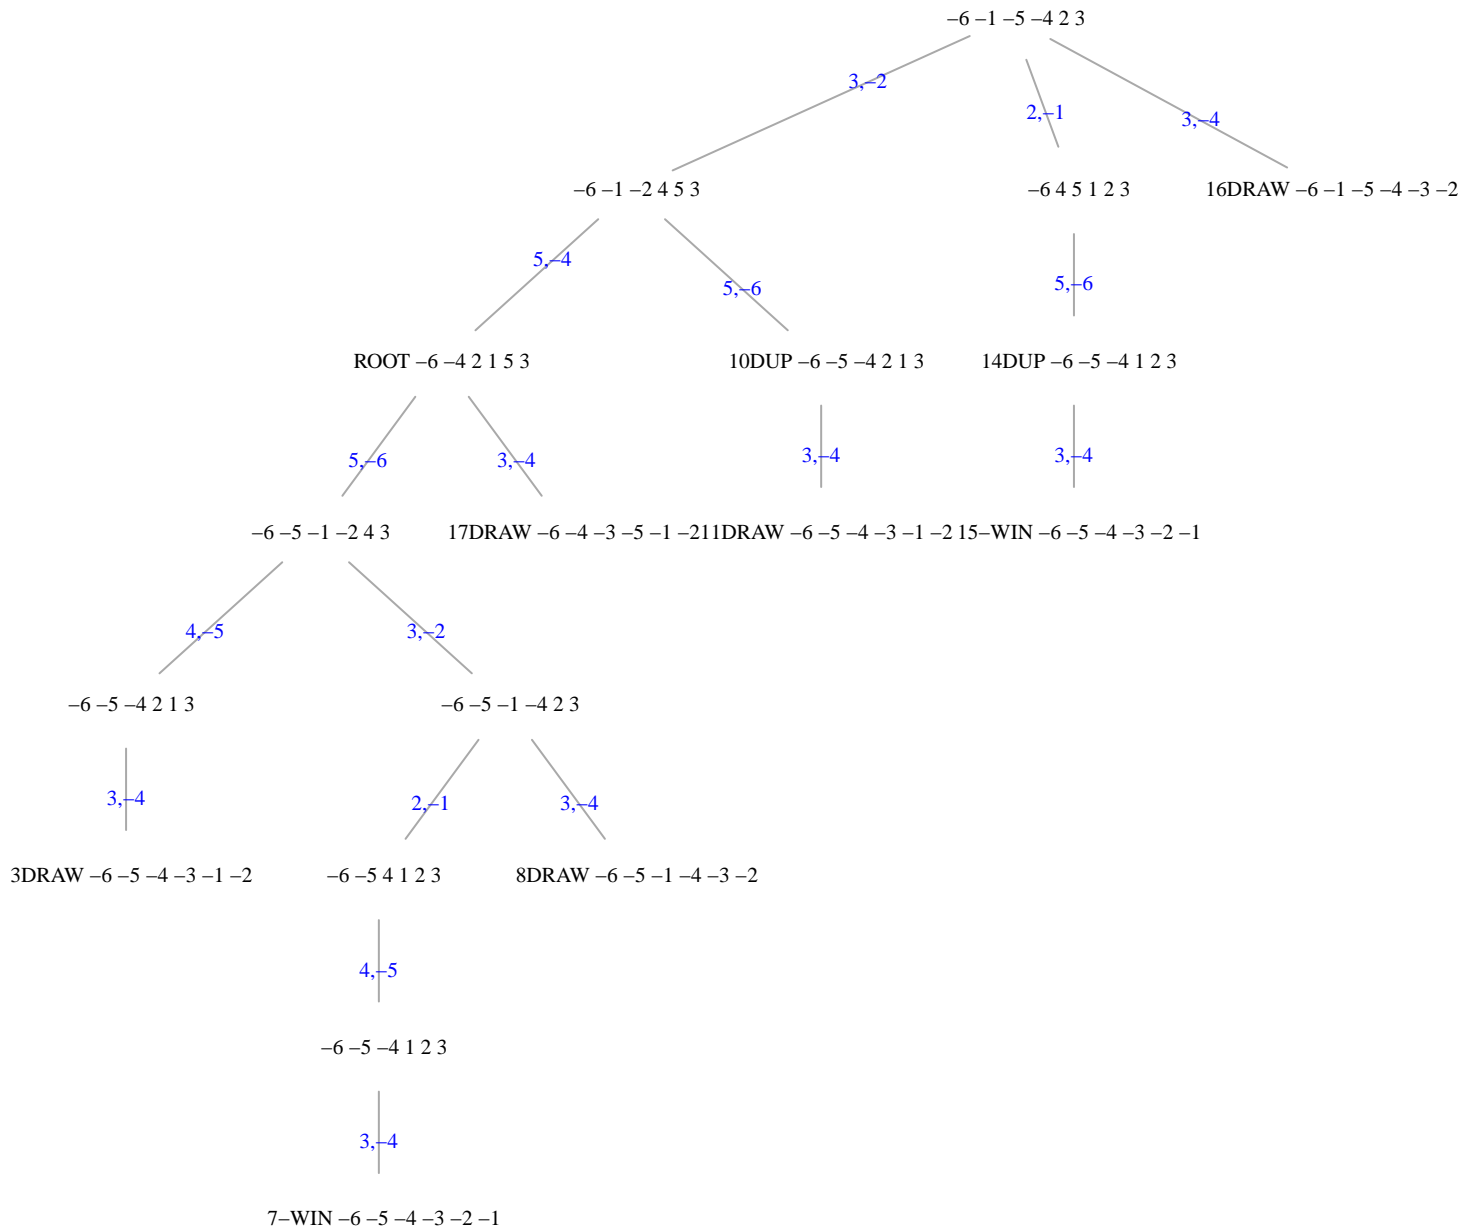 –6 –1 –5 –4 2 3
3,–2
2,–1
3,–4
–6 –1 –2 4 5 3
–6 4 5 1 2 3
16DRAW –6 –1 –5 –4 –3 –2
5,–4
5,–6
5,–6
ROOT –6 –4 2 1 5 3
10DUP –6 –5 –4 2 1 3
14DUP –6 –5 –4 1 2 3
5,–6
3,–4
3,–4
3,–4
–6 –5 –1 –2 4 3
17DRAW –6 –4 –3 –5 –1 –2
11DRAW –6 –5 –4 –3 –1 –2
15–WIN –6 –5 –4 –3 –2 –1
4,–5
3,–2
–6 –5 –4 2 1 3
–6 –5 –1 –4 2 3
3,–4
2,–1
3,–4
3DRAW –6 –5 –4 –3 –1 –2
–6 –5 4 1 2 3
8DRAW –6 –5 –1 –4 –3 –2
4,–5
–6 –5 –4 1 2 3
3,–4
7–WIN –6 –5 –4 –3 –2 –1